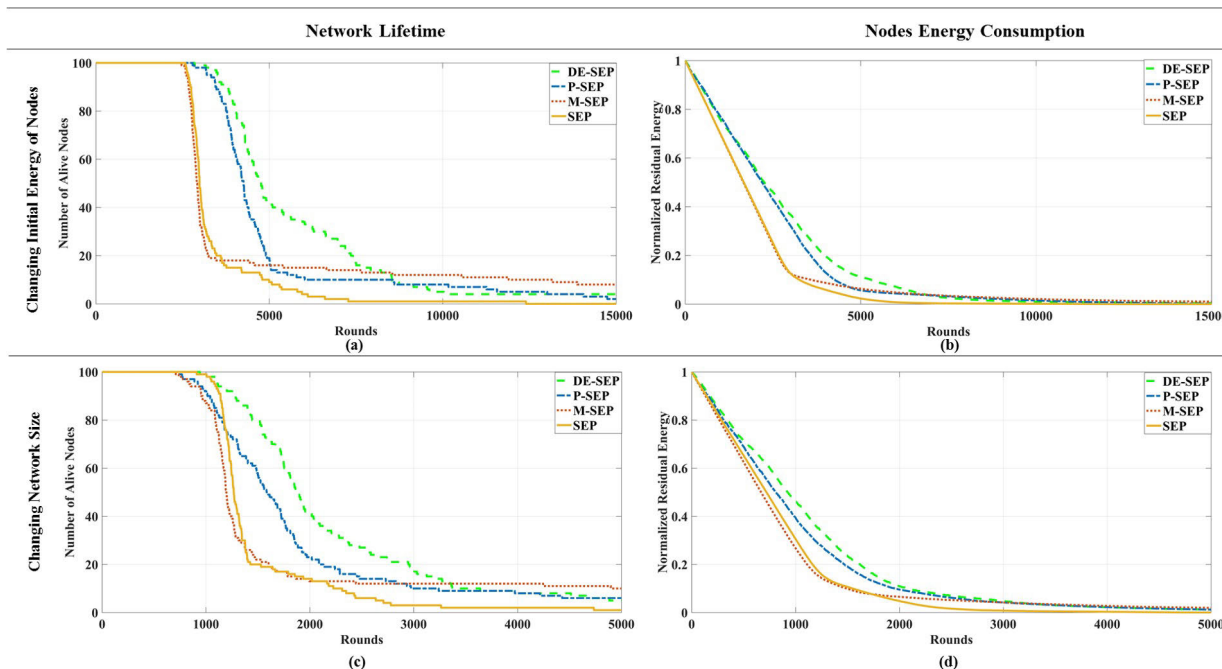 Network Lifetime
Nodes Energy Consumption
Changing Initial Energy of Nodes
Number of Alive Nodes
100
80
60
40
20
0
5000
10000
15000
Rounds
(a)
DE-SEP
P-SEP
M-SEP
SEP
Normalized Residual Energy
1
0.8
0.6
0.4
0.2
0
0
5000
10000
1500
Rounds
(b)
DE-SEP
P-SEP
M-SEP
SEP
Changing Network Size
Number of Alive Nodes
100
80
60
40
20
0
0
1000
2000
3000
4000
5000
Rounds
(c)
DE-SEP
P-SEP
M-SEP
SEP
Normalized Residual Energy
1
0.8
0.6
0.4
0.2
0
0
1000
2000
3000
4000
5000
Rounds
(d)
DE-SEP
P-SEP
M-SEP
SEP